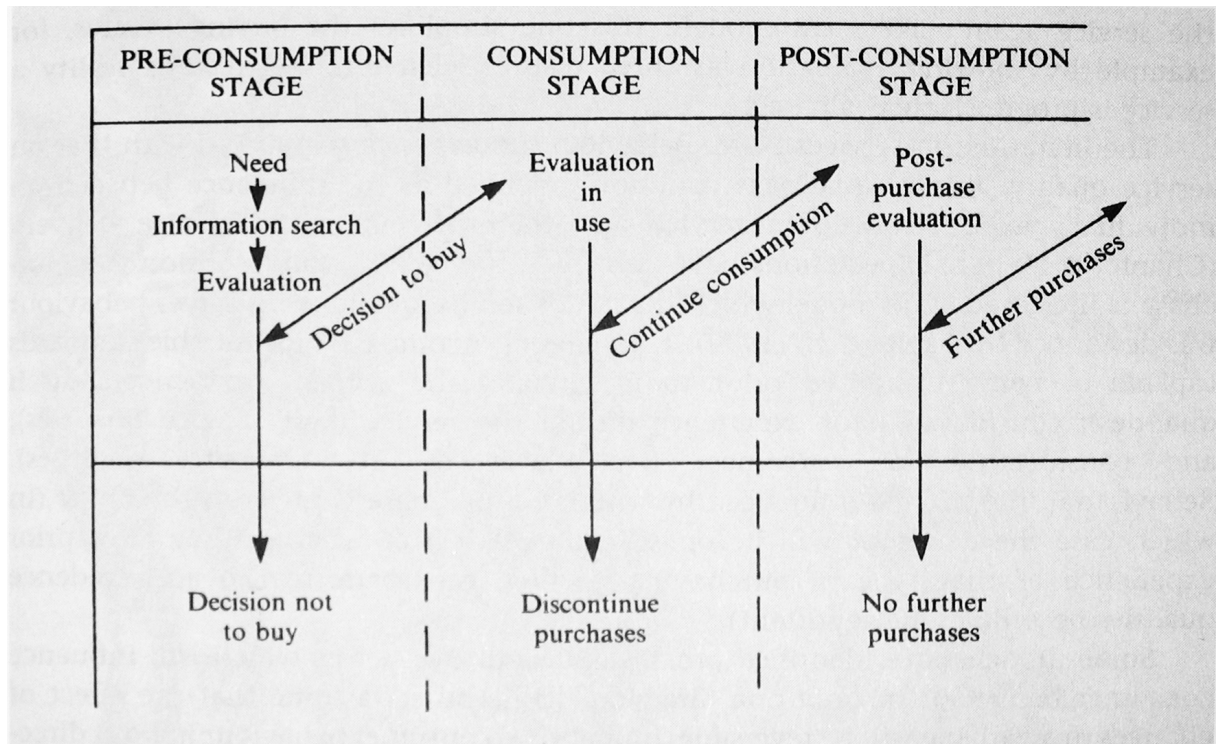 PRE-CONSUMPTION
STAGE
CONSUMPTION
STAGE
POST-CONSUMPTION
STAGE
Need
Information search
Evaluation
Decision to buy
Evaluation
in
use
Continue consumption
Post-
purchase
evaluation
Further purchases
Decision not
to buy
Discontinue
purchases
No further
purchases